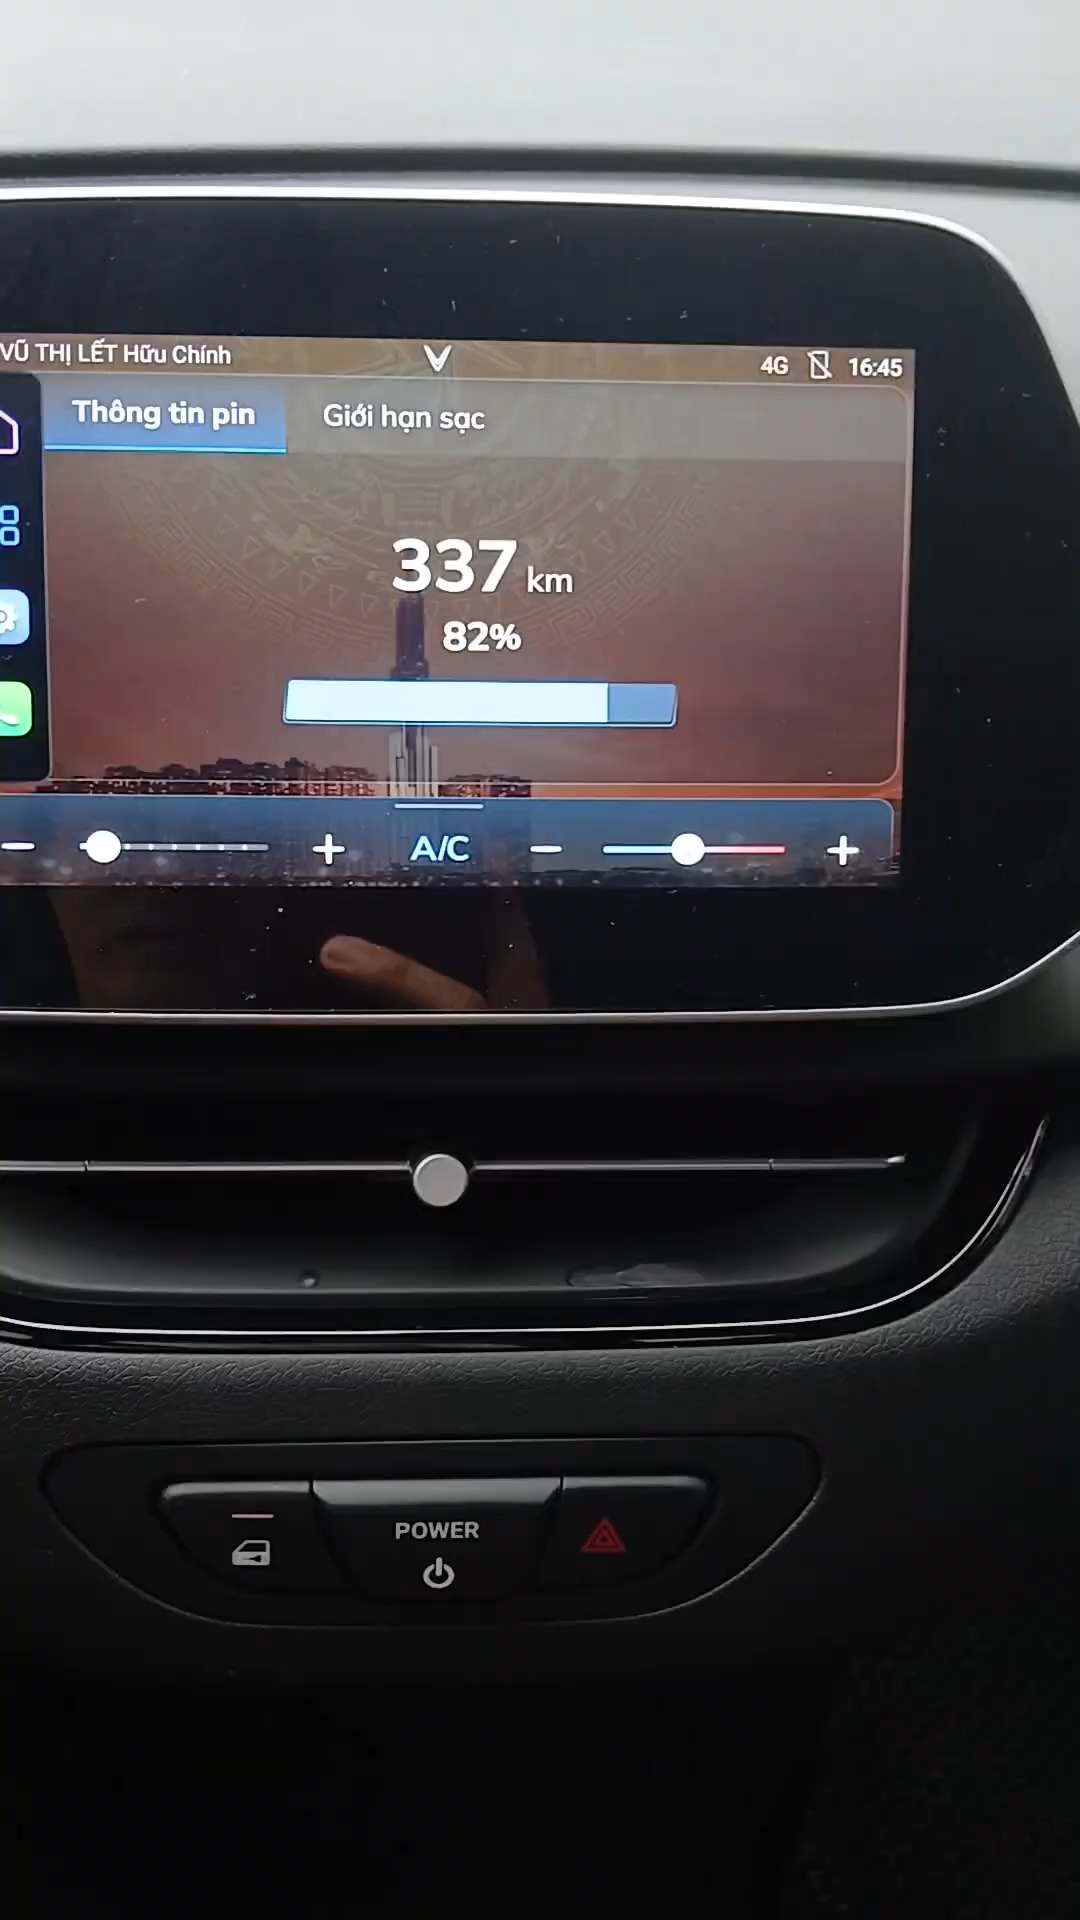 VŨ THỊ LẾT Hữu Chính
4G 16:45
Thông tin pin Giới hạn sạc
337 km
82%
A/C
POWER